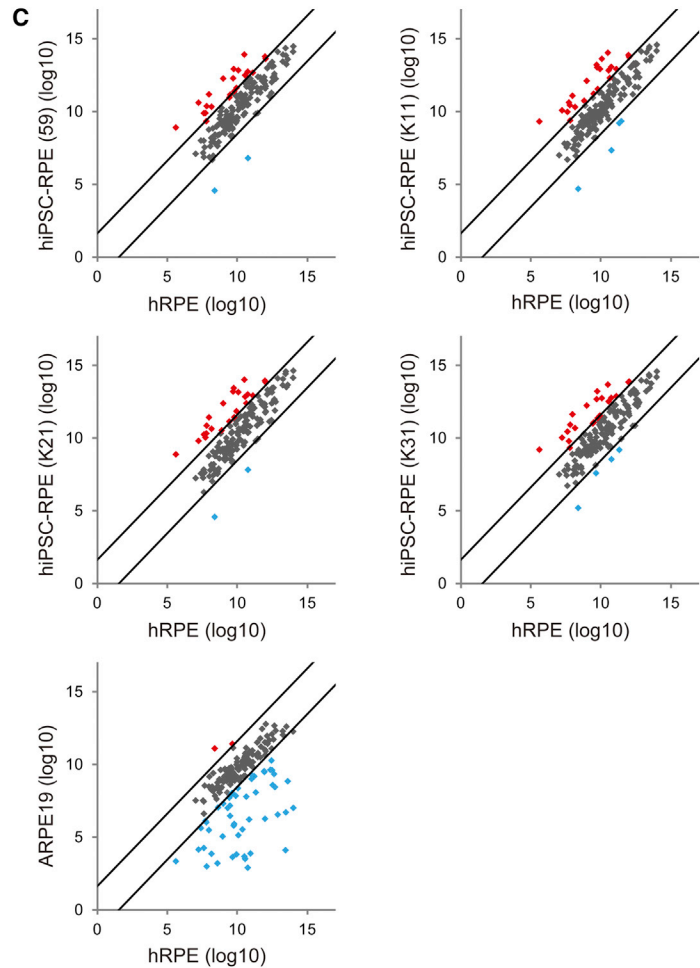 C
hiPSC-RPE (59) (log10)
15
10
5
0
0 5 10 15
hRPE (log10)
hiPSC-RPE (K11) (log10)
15
10
5
0
0 5 10 15
hRPE (log10)
hiPSC-RPE (K21) (log10)
15
10
5
0
0 5 10 15
hRPE (log10)
hiPSC-RPE (K31) (log10)
15
10
5
0
0 5 10 15
hRPE (log10)
ARPE19 (log10)
15
10
5
0
0 5 10 15
hRPE (log10)